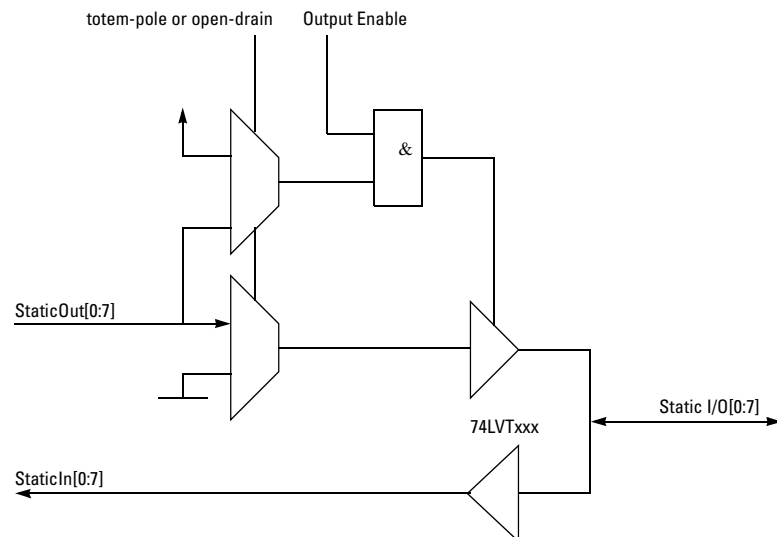 totem-pole or open-drain
Output Enable
&
StaticOut[0:7]
Static I/O[0:7]
74LVTxxx
StaticIn[0:7]